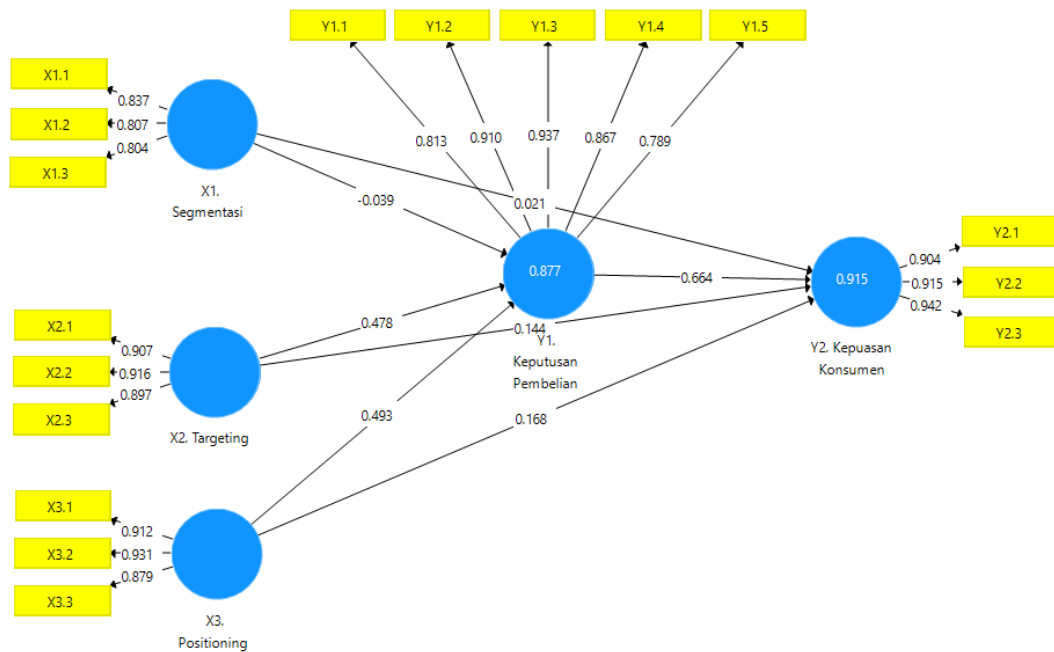 Y1.1
Y1.2
Y1.3
Y1.4
Y1.5
X1.1
X1.2
X1.3
0.837
0.807
0.804
X1.
Segmentasi
0.813
0.910
0.937
0.867
0.789
-0.039
0.021
0.877
0.664
0.915
Y2.1
Y2.2
Y2.3
0.904
0.915
0.942
X2.1
X2.2
X2.3
0.907
0.916
0.897
X2. Targeting
0.478
0.144
Y1.
Keputusan
Pembelian
Y2. Kepuasan
Konsumen
0.493
0.168
X3.1
X3.2
X3.3
0.912
0.931
0.879
X3.
Positioning